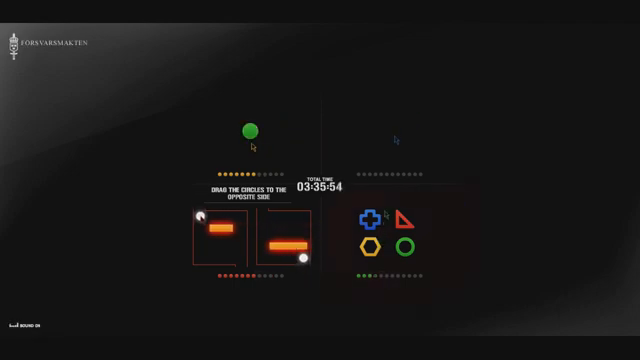 FÖRSVARSMAKTEN
TOTAL TIME
03:35:54
DRAG THE CIRCLES TO THE
OPPOSITE SIDE
SOUND ON